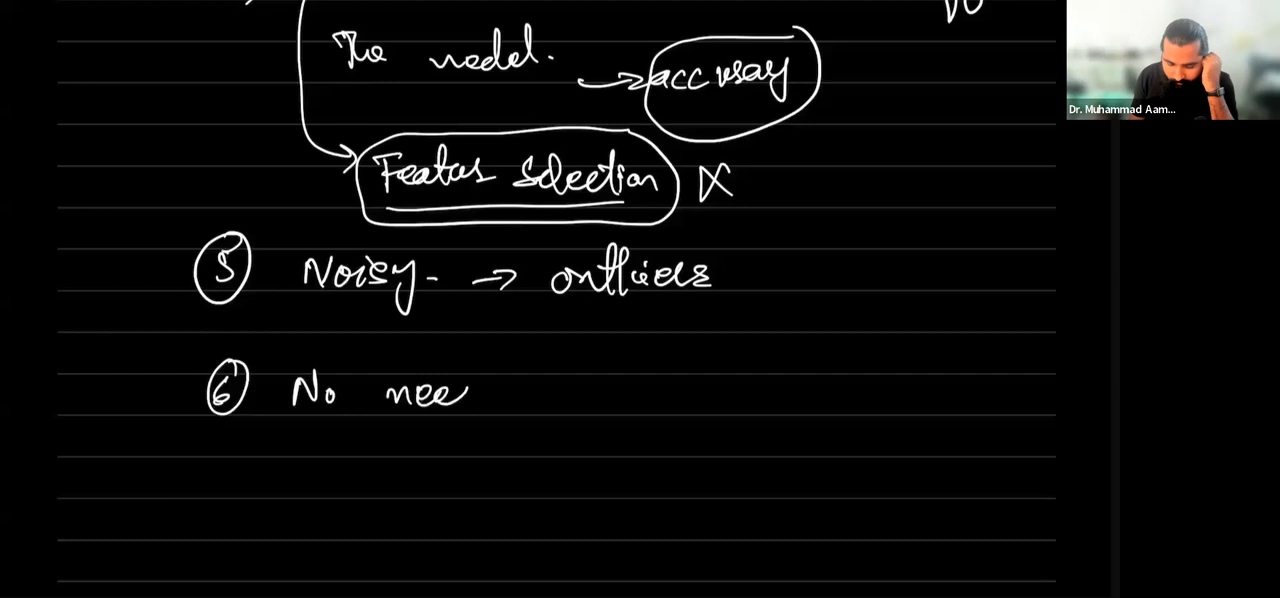 The model.
→ accuracy
Dr. Muhammad Aam...
Feature Selection
5 Noisy - → outliers
6 No nee